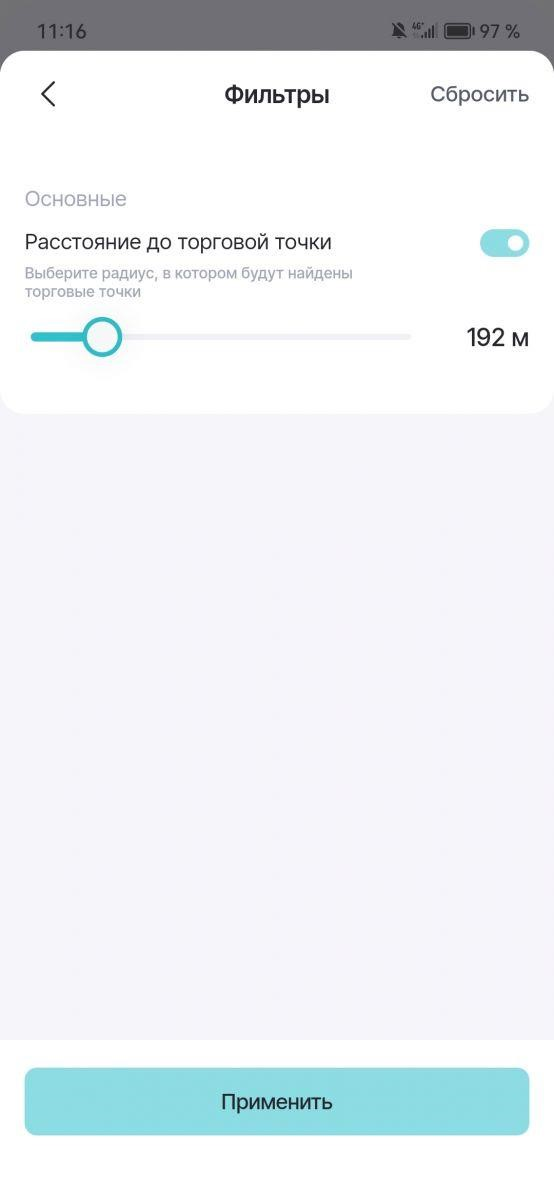 11:16
4G+ 97 %
Фильтры
Сбросить
Основные
Расстояние до торговой точки
Выберите радиус, в котором будут найдены
торговые точки
192 м
Применить